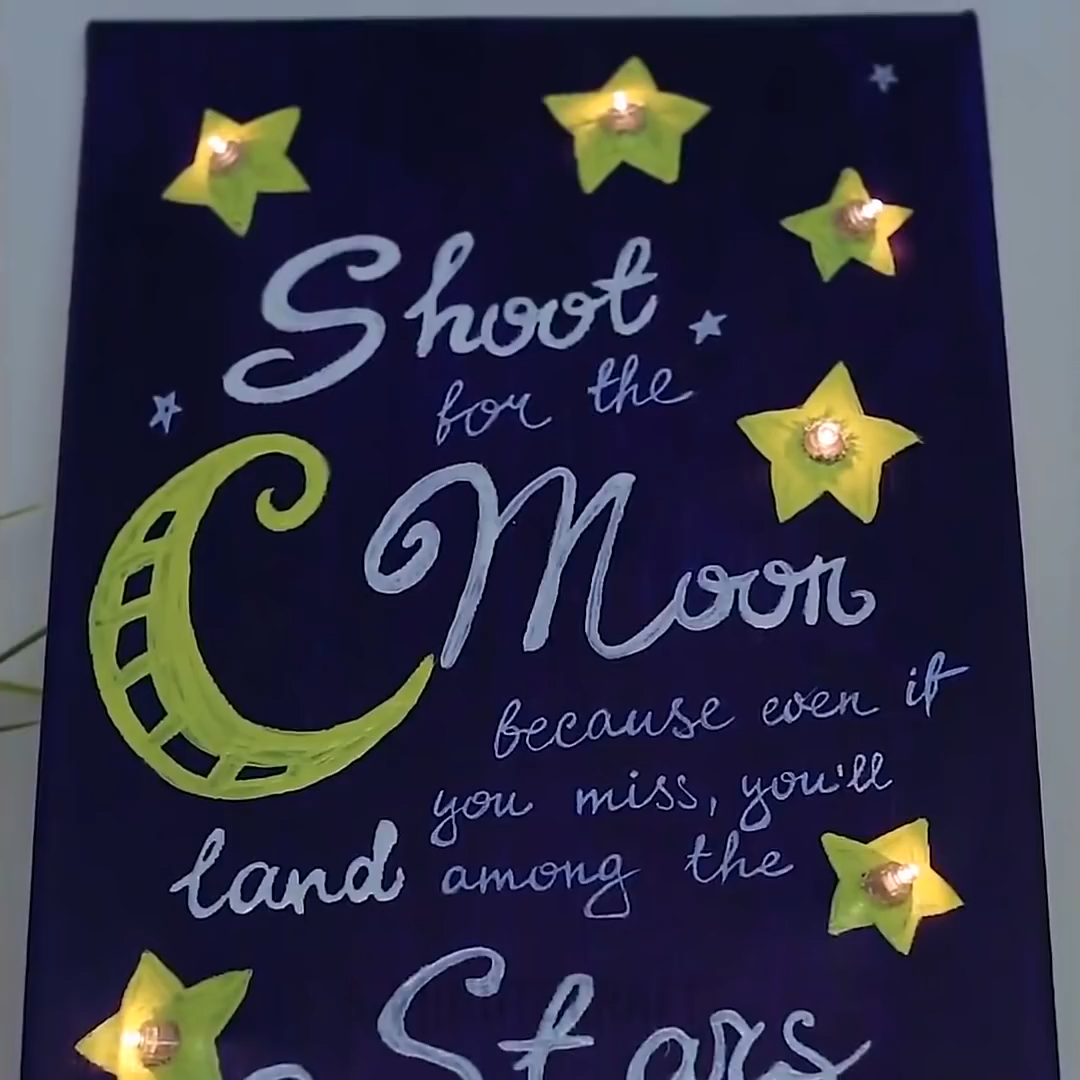 Shoot
for the
Moon
because even if
you miss, you'll
land among the
Stars